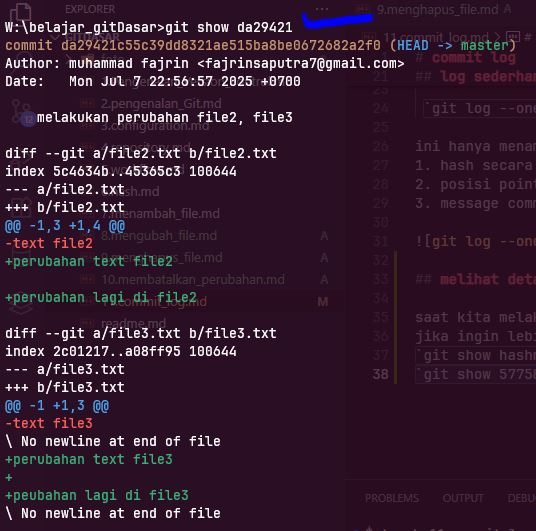 W:\belajar_gitDasar>git show da29421
commit da29421c55c39dd8321ae515ba8be0672682a2f0 (HEAD -> master)
Author: muhammad fajrin <fajrinsaputra7@gmail.com>
Date:   Mon Jul 7 22:56:57 2025 +0700
melakukan perubahan file2, file3
diff --git a/file2.txt b/file2.txt
index 5c4634b..45365c3 100644
--- a/file2.txt
+++ b/file2.txt
@@ -1,3 +1,4 @@
-text file2
+perubahan text file2
+perubahan lagi di file2
diff --git a/file3.txt b/file3.txt
index 2c01217..a08ff95 100644
--- a/file3.txt
+++ b/file3.txt
@@ -1 +1,3 @@
-text file3
\ No newline at end of file
+perubahan text file3
+
+peubahan lagi di file3
\ No newline at end of file
EXPLORER
2.pengenalan_Git.md
3.configuration.md
7.menambah_file.md
8.mengubah_file.md A
A
10.membatalkan_perubahan.md A
commit_log.md M
readme.md
9.menghapus_file.md A
11.commit_log.md > #
# commit log
21 ## log sederhan
23
24 `git log --one
25
26 ini hanya menam
27 1. hash secara
28 2. posisi point
29 3. message comm
30
31 ![git log --one
32
33 ## melihat deta
34
35 saat kita melak
36 jika ingin lebi
37 `git show hashn
38 `git show 57758
PROBLEMS OUTPUT DEBU